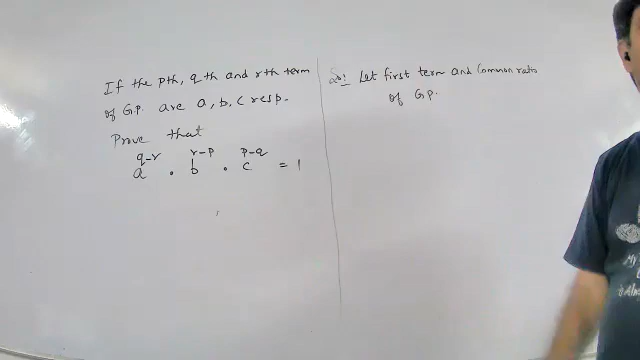 If the pth, qth and rth term
of G.P. are a, b, c resp.
Prove that
a^(q-r) . b^(r-p) . c^(p-q) = 1
Sol: Let first term and Common ratio
of G.P.
My